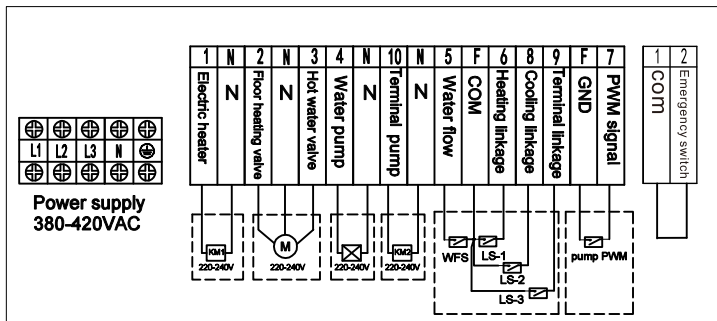 1 N 2 N 3 4 N 10 N 5 F 6 8 9 F 7
Electric heater
N
Floor heating valve
N
Hot water valve
Water pump
N
Terminal pump
N
Water flow
COM
Heating linkage
Cooling linkage
Terminal linkage
GND
PWM signal
1 2
com
Emergency switch
L1 L2 L3 N
Power supply
380-420VAC
KM1
220-240V
M
220-240V
220-240V
KM2
220-240V
WFS
LS-1
LS-2
LS-3
pump PWM